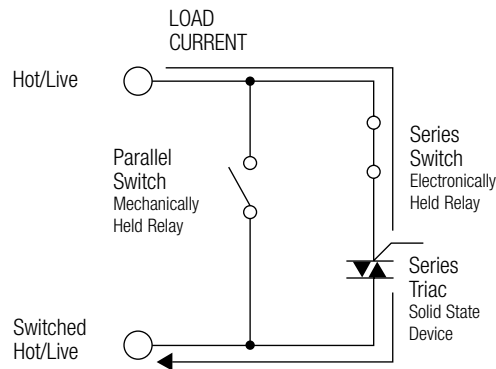 LOAD
CURRENT
Hot/Live
Parallel
Switch
Mechanically
Held Relay
Series
Switch
Electronically
Held Relay
Series
Triac
Solid State
Device
Switched
Hot/Live